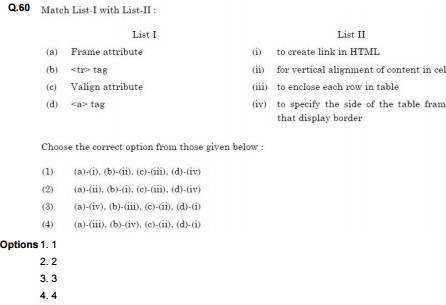 Q.60 Match List-I with List-II :
List I List II
(a) Frame attribute (i) to create link in HTML
(b) <tr> tag (ii) for vertical alignment of content in cel
(c) Valign attribute (iii) to enclose each row in table
(d) <a> tag (iv) to specify the side of the table fram
that display border
Choose the correct option from those given below :
(1) (a)-(i), (b)-(ii), (c)-(iii), (d)-(iv)
(2) (a)-(ii), (b)-(i), (c)-(iii), (d)-(iv)
(3) (a)-(iv), (b)-(iii), (c)-(ii), (d)-(i)
(4) (a)-(iii), (b)-(iv), (c)-(ii), (d)-(i)
Options 1. 1
2. 2
3. 3
4. 4